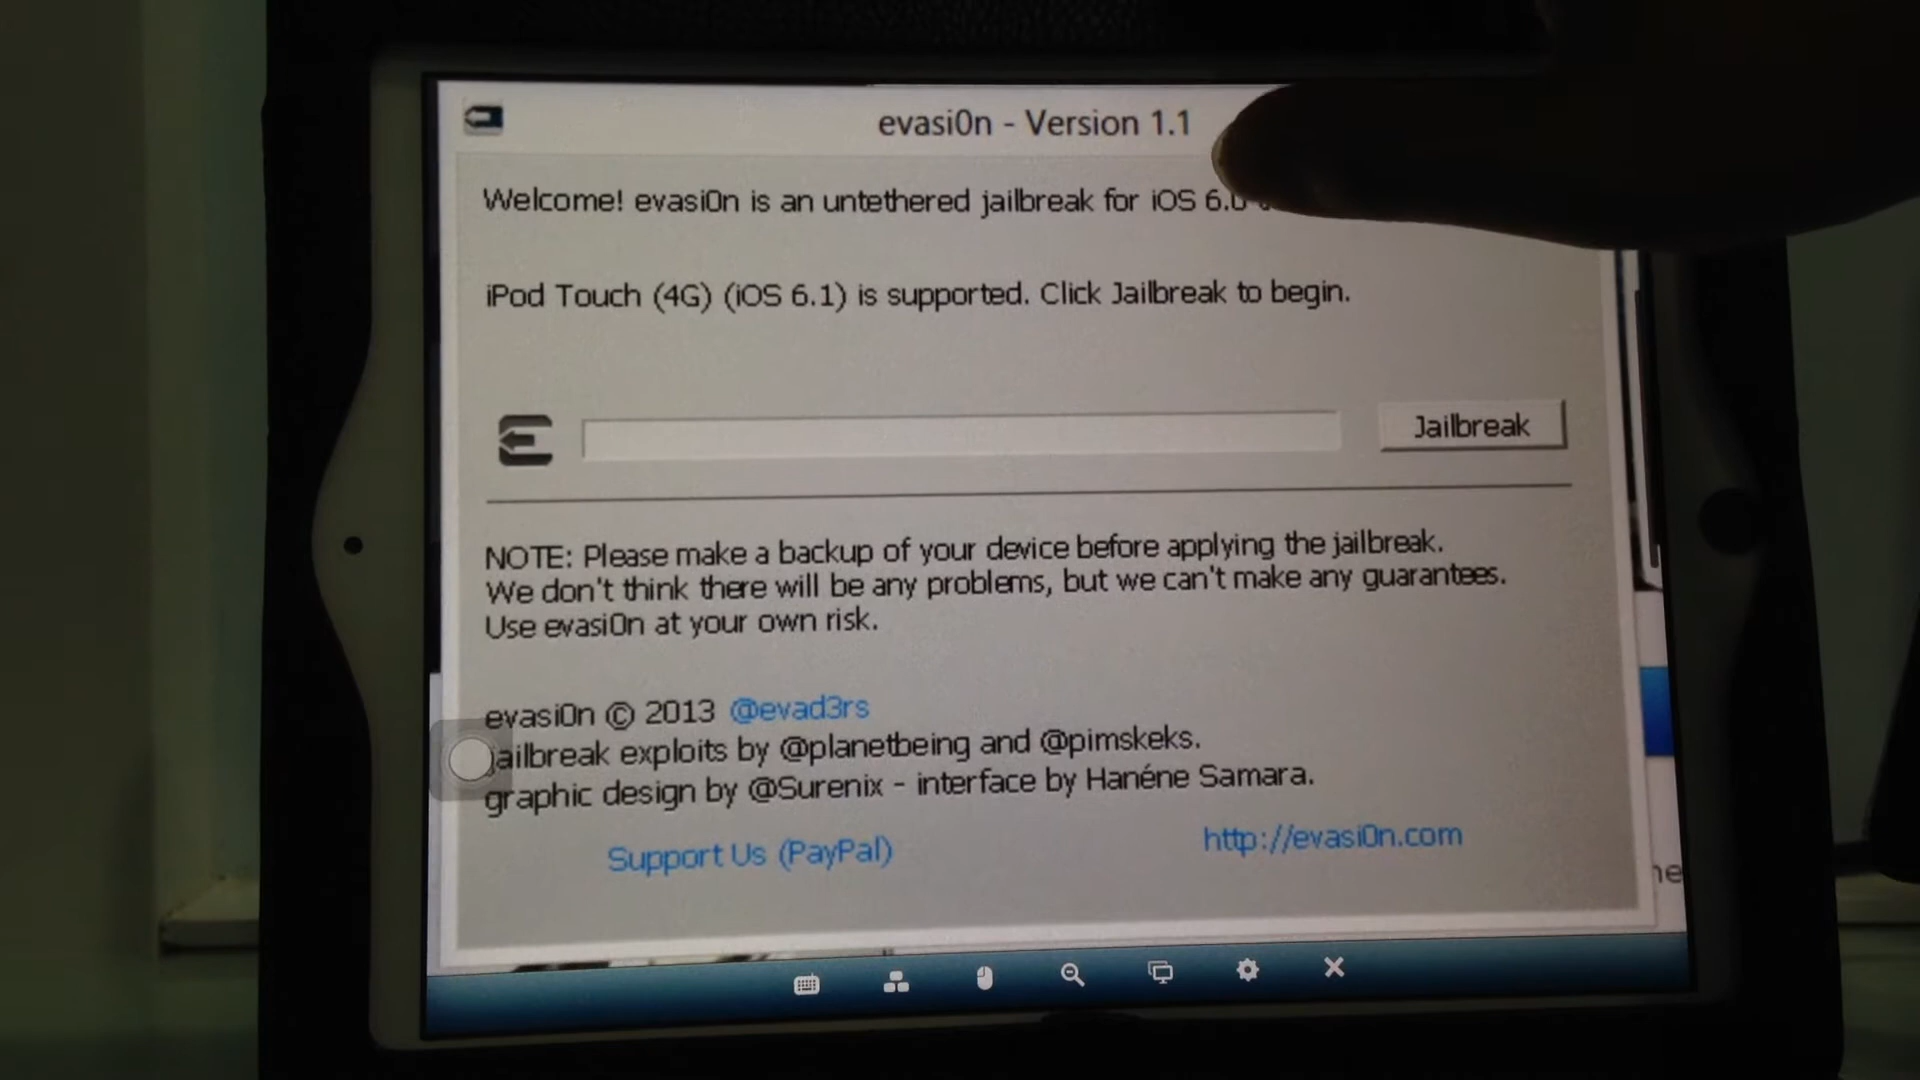 evasi0n - Version 1.1
Welcome! evasi0n is an untethered jailbreak for iOS 6.0
iPod Touch (4G) (iOS 6.1) is supported. Click Jailbreak to begin.
Jailbreak
NOTE: Please make a backup of your device before applying the jailbreak.
We don't think there will be any problems, but we can't make any guarantees.
Use evasi0n at your own risk.
evasi0n © 2013 @evad3rs
jailbreak exploits by @planetbeing and @pimskeks.
graphic design by @Surenix - interface by Hanéne Samara.
Support Us (PayPal)
http://evasi0n.com